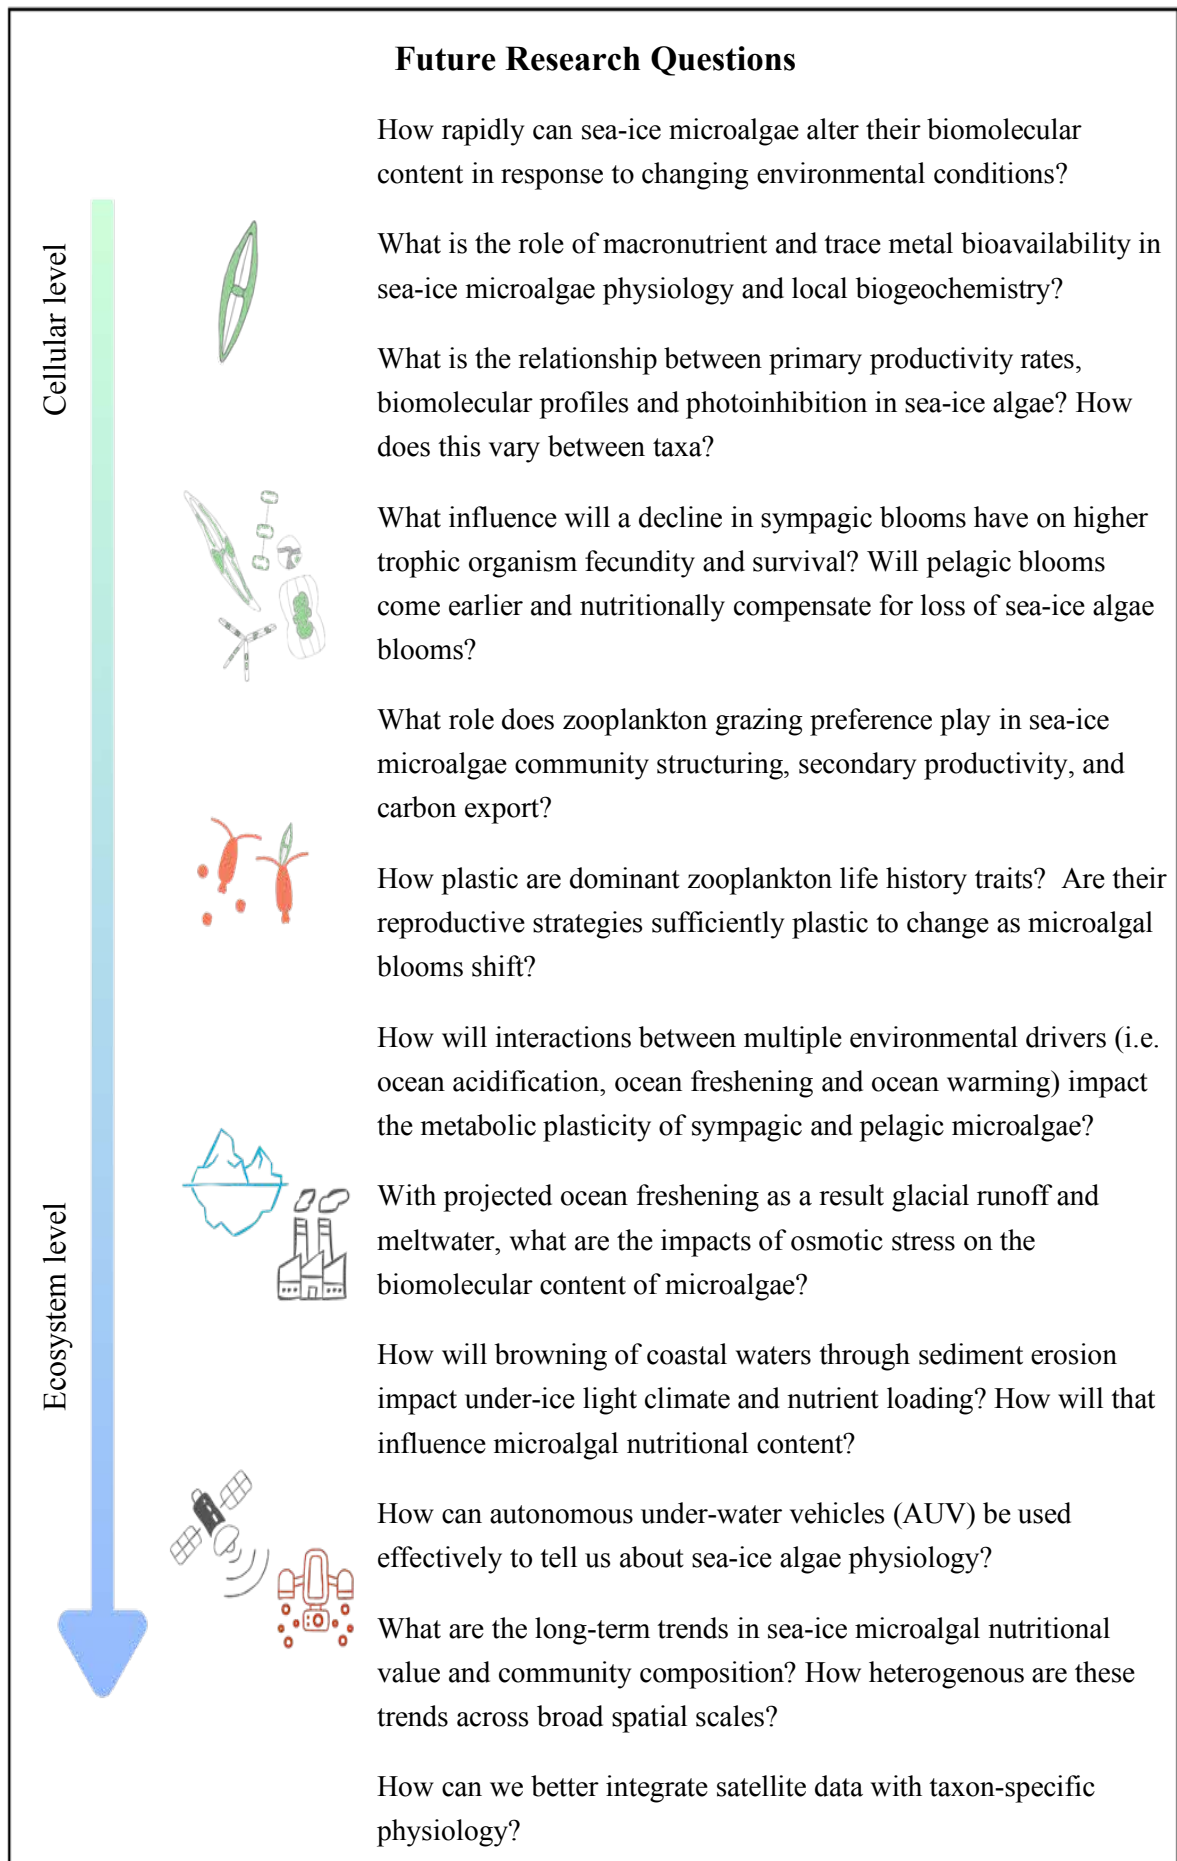 Future Research Questions
How rapidly can sea-ice microalgae alter their biomolecular
content in response to changing environmental conditions?
What is the role of macronutrient and trace metal bioavailability in
sea-ice microalgae physiology and local biogeochemistry?
What is the relationship between primary productivity rates,
biomolecular profiles and photoinhibition in sea-ice algae? How
does this vary between taxa?
What influence will a decline in sympagic blooms have on higher
trophic organism fecundity and survival? Will pelagic blooms
come earlier and nutritionally compensate for loss of sea-ice algae
blooms?
What role does zooplankton grazing preference play in sea-ice
microalgae community structuring, secondary productivity, and
carbon export?
How plastic are dominant zooplankton life history traits?  Are their
reproductive strategies sufficiently plastic to change as microalgal
blooms shift?
How will interactions between multiple environmental drivers (i.e.
ocean acidification, ocean freshening and ocean warming) impact
the metabolic plasticity of sympagic and pelagic microalgae?
With projected ocean freshening as a result glacial runoff and
meltwater, what are the impacts of osmotic stress on the
biomolecular content of microalgae?
How will browning of coastal waters through sediment erosion
impact under-ice light climate and nutrient loading? How will that
influence microalgal nutritional content?
How can autonomous under-water vehicles (AUV) be used
effectively to tell us about sea-ice algae physiology?
What are the long-term trends in sea-ice microalgal nutritional
value and community composition? How heterogenous are these
trends across broad spatial scales?
How can we better integrate satellite data with taxon-specific
physiology?
Cellular level
Ecosystem level